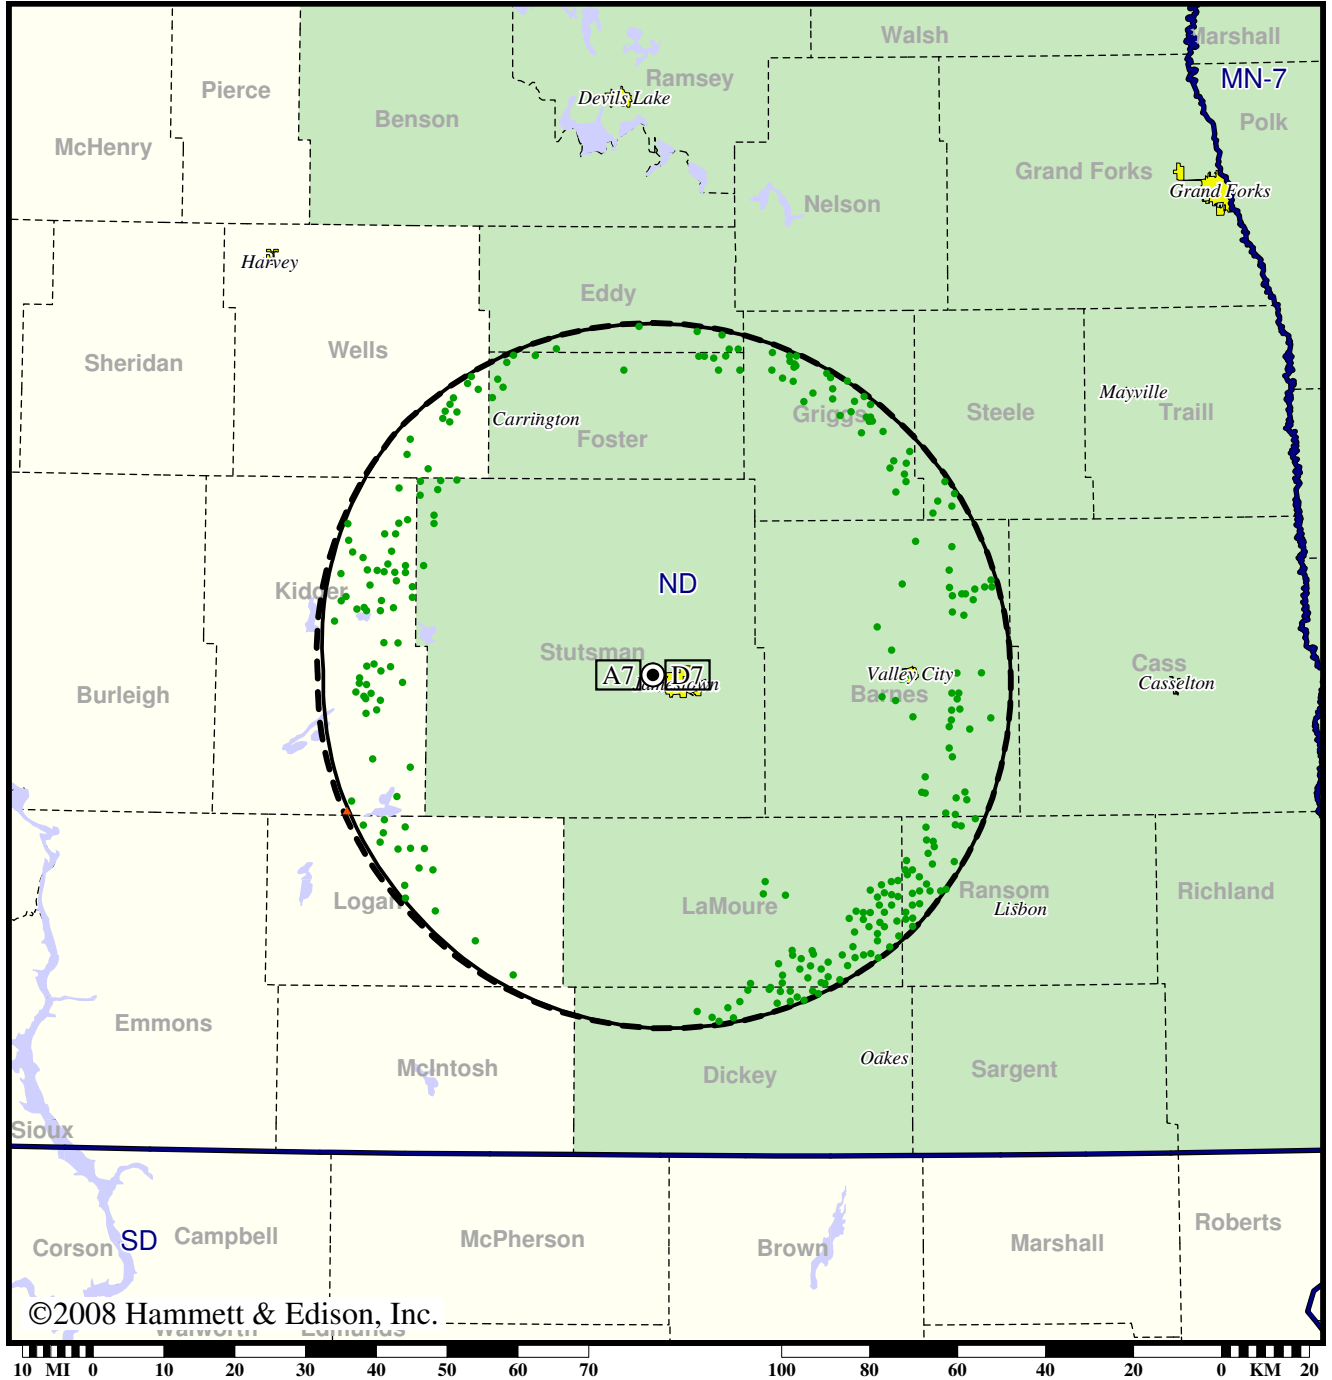 Walsh
Marshall
Ramsey
MN-7
Pierce
Devils Lake
Benson
Polk
McHenry
Grand Forks
Grand Forks
Nelson
Harvey
Eddy
Wells
Sheridan
Mayville
Carrington
Griggs
Steele
Traill
Foster
ND
Kidder
Stutsman
Cass
A7
D7
Valley City
Casselton
Jamestown
Burleigh
Barnes
Ransom
Richland
Logan
LaMoure
Lisbon
Emmons
Oakes
McIntosh
Dickey
Sargent
Sioux
Roberts
SD
Campbell
McPherson
Marshall
Corson
Brown
©2008 Hammett & Edison, Inc.
Walworth
Edmunds
10 MI 0 10 20 30 40 50 60 70 100 80 60 40 20 0 KM 20